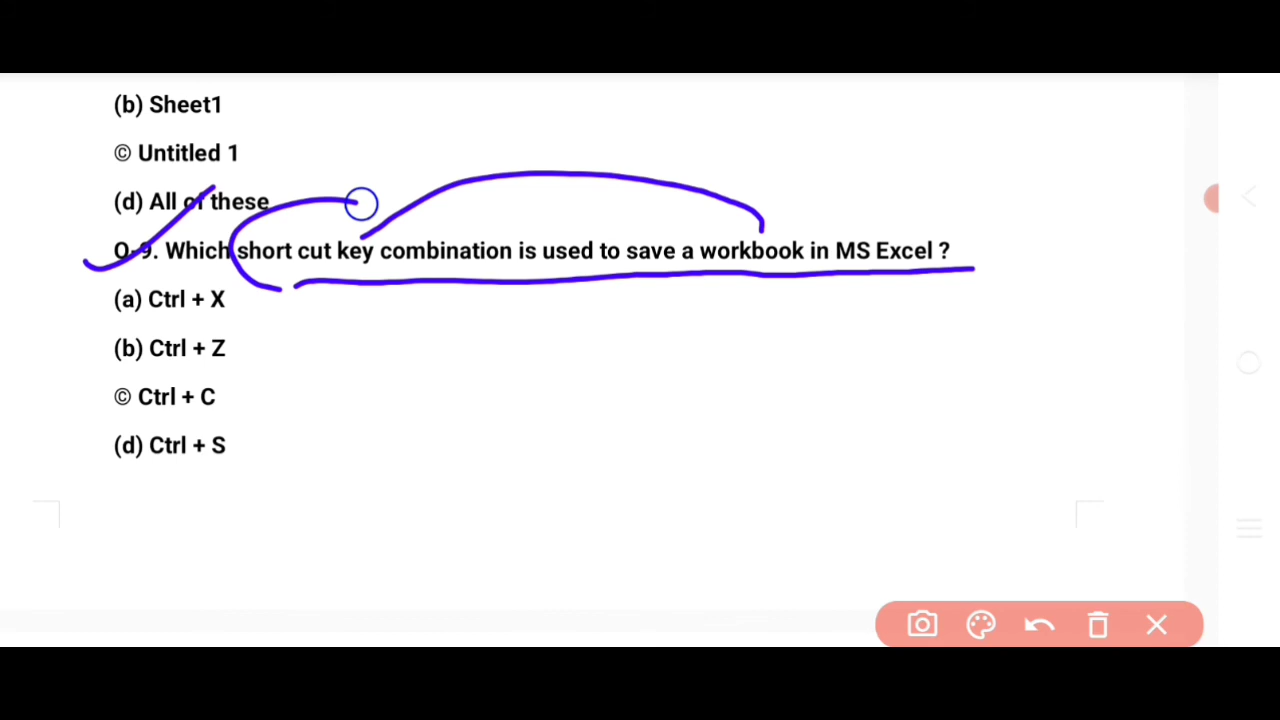 (b) Sheet1
© Untitled 1
(d) All of these
Q-9. Which short cut key combination is used to save a workbook in MS Excel ?
(a) Ctrl + X
(b) Ctrl + Z
© Ctrl + C
(d) Ctrl + S